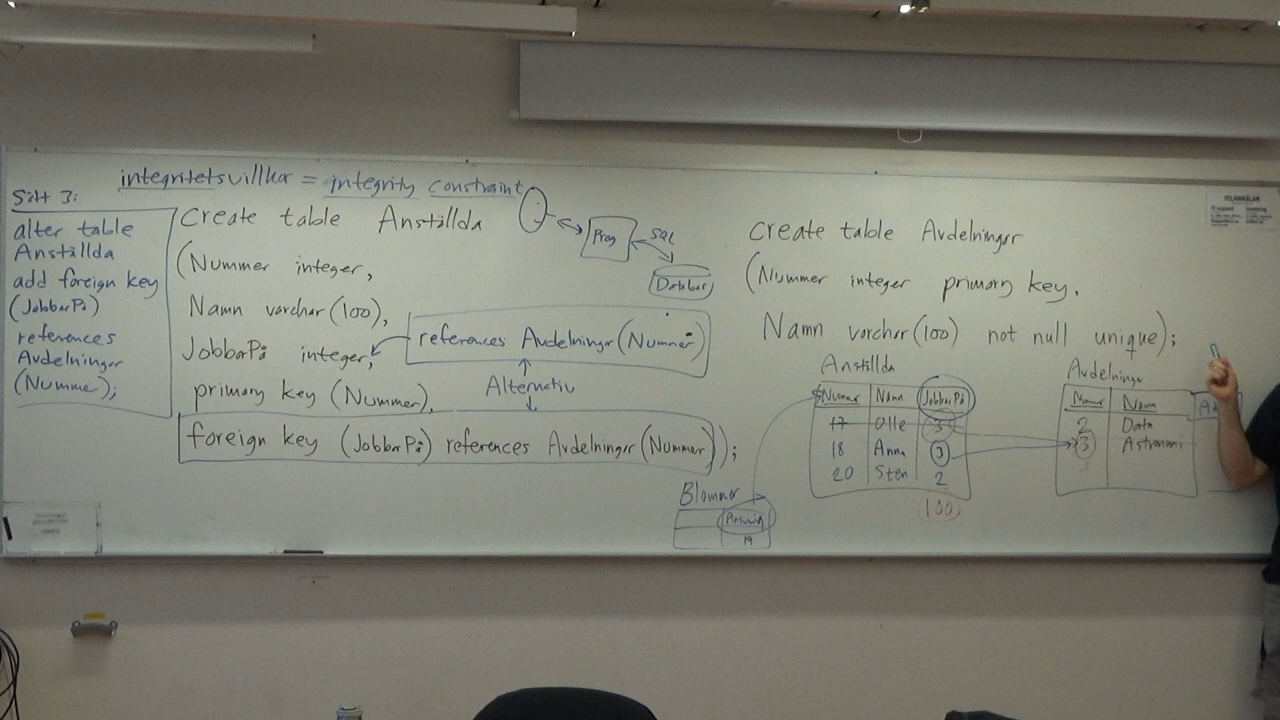 integritetsvillkor = integrity constraint
Sätt 3:
alter table
Anställda
add foreign key
(JobbarPå)
references
Avdelningar
(Nummer);
Create table Anställda
(Nummer integer,
Namn varchar(100),
JobbarPå integer,
primary key (Nummer),
foreign key (JobbarPå) references Avdelningar (Nummer));
references Avdelningar (Nummer)
Alternativ
Prog
SQL
Databas
Create table Avdelningar
(Nummer integer primary key,
Namn varchar(100) not null unique);
Anställda
Nummer Namn JobbarPå
17 Olle 3
18 Anna 3
20 Sten 2
100
Avdelningar
Nummer Namn
2 Data
3 Astronomi
Blommor
19
FELANMÄLAN